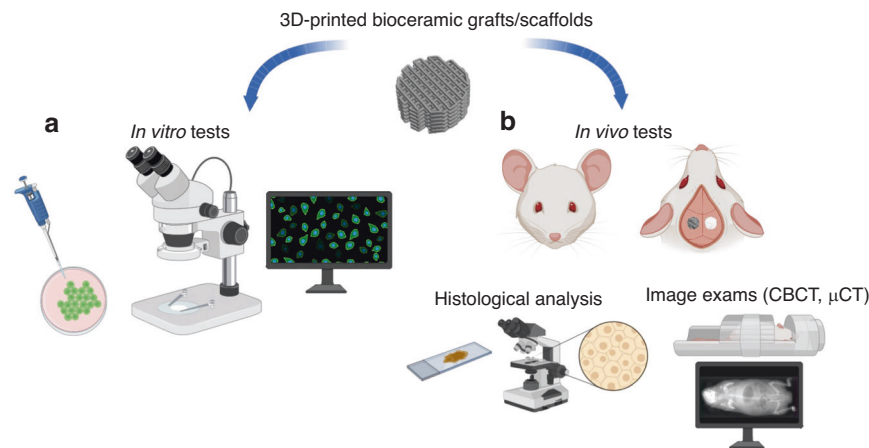 3D-printed bioceramic grafts/scaffolds
a
In vitro tests
b
In vivo tests
Histological analysis
Image exams (CBCT, μCT)